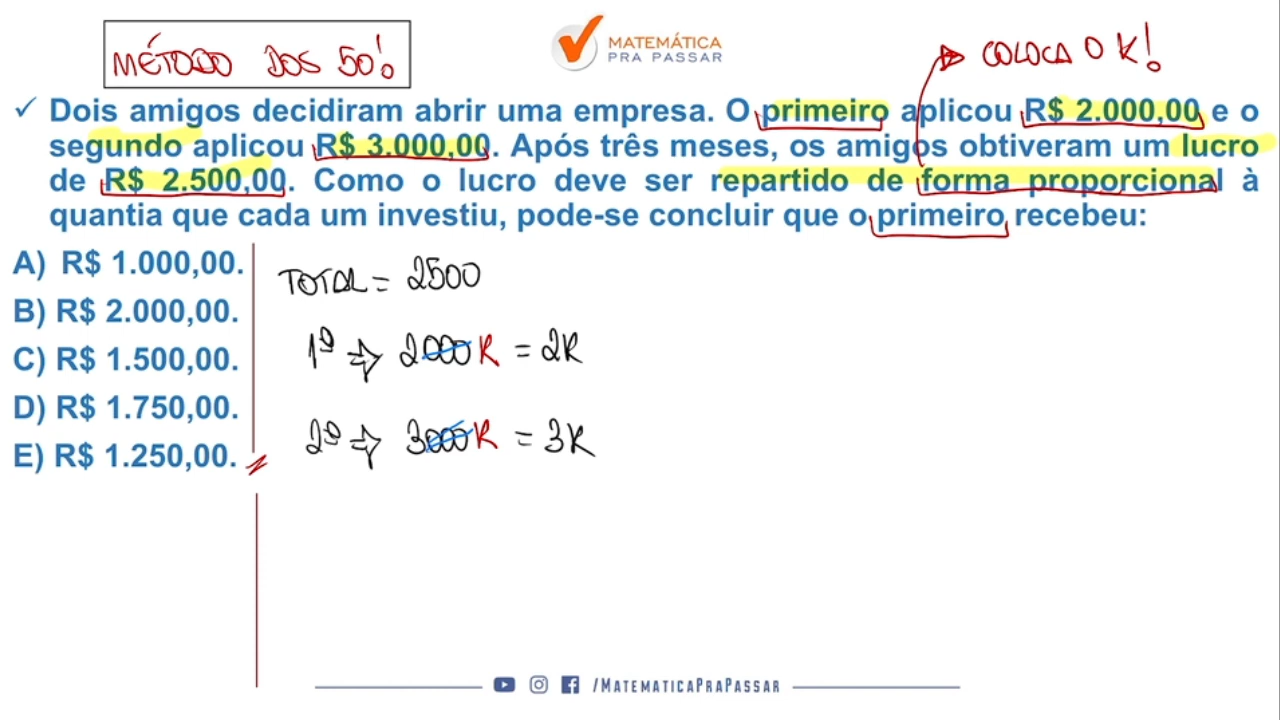 MÉTODO DOS 50!
MATEMÁTICA
PRA PASSAR
COLOCA O K!
✓ Dois amigos decidiram abrir uma empresa. O primeiro aplicou R$ 2.000,00 e o
segundo aplicou R$ 3.000,00. Após três meses, os amigos obtiveram um lucro
de R$ 2.500,00. Como o lucro deve ser repartido de forma proporcional à
quantia que cada um investiu, pode-se concluir que o primeiro recebeu:
A) R$ 1.000,00.
B) R$ 2.000,00.
C) R$ 1.500,00.
D) R$ 1.750,00.
E) R$ 1.250,00.
TOTAL = 2500
1º ⇒ 2000 K = 2K
2º ⇒ 3000 K = 3K
/MATEMATICAPRAPASSAR